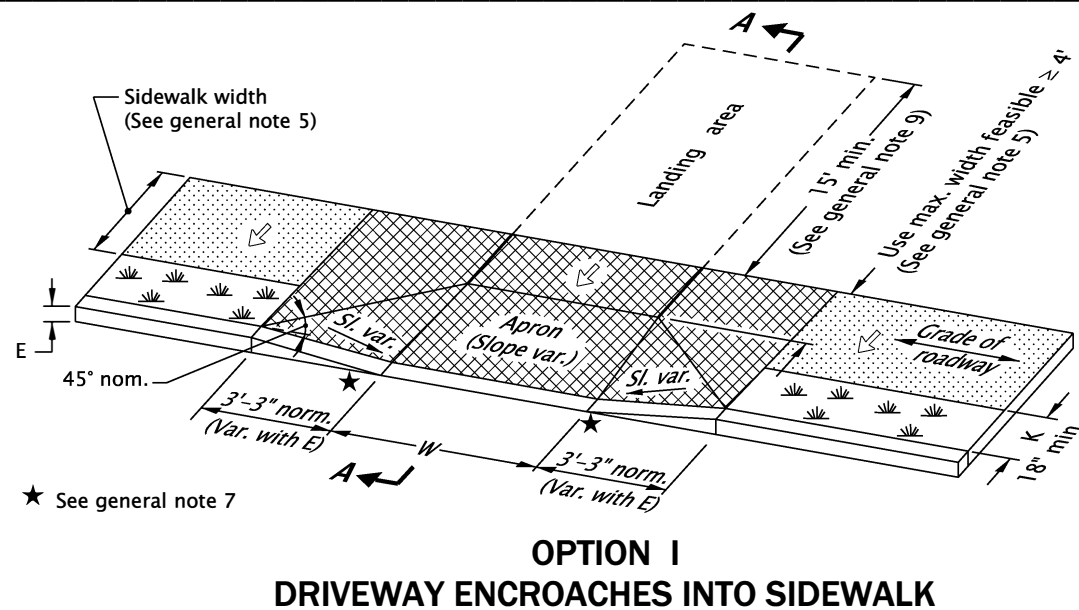 A
Sidewalk width
(See general note 5)
Landing area
15' min.
(See general note 9)
Use max. width feasible ≥ 4'
(See general note 5)
E
45° nom.
Sl. var.
Apron
(Slope var.)
Sl. var.
Grade of
roadway
★
3'-3" norm.
(Var. with E)
W
A
★
3'-3" norm.
(Var. with E)
K
18" min
★ See general note 7
OPTION I
DRIVEWAY ENCROACHES INTO SIDEWALK